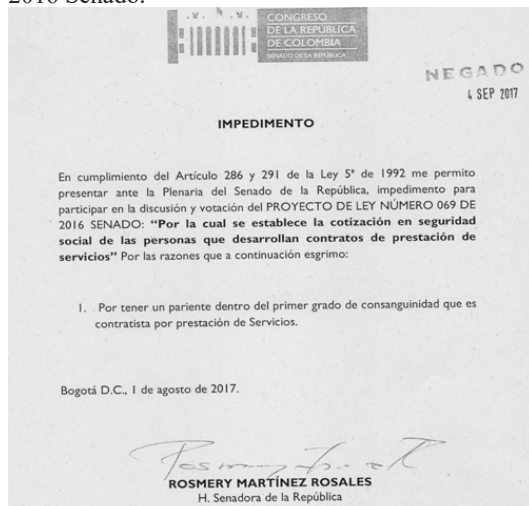 2016 Senado.
CONGRESO
DE LA REPÚBLICA
DE COLOMBIA
SENADO DE LA REPÚBLICA
NEGADO
4 SEP 2017
IMPEDIMENTO
En cumplimiento del Artículo 286 y 291 de la Ley 5ª de 1992 me permito
presentar ante la Plenaria del Senado de la República, impedimento para
participar en la discusión y votación del PROYECTO DE LEY NÚMERO 069 DE
2016 SENADO: “Por la cual se establece la cotización en seguridad
social de las personas que desarrollan contratos de prestación de
servicios” Por las razones que a continuación esgrimo:
1. Por tener un pariente dentro del primer grado de consanguinidad que es
contratista por prestación de Servicios.
Bogotá D.C., 1 de agosto de 2017.
ROSMERY MARTÍNEZ ROSALES
H. Senadora de la República